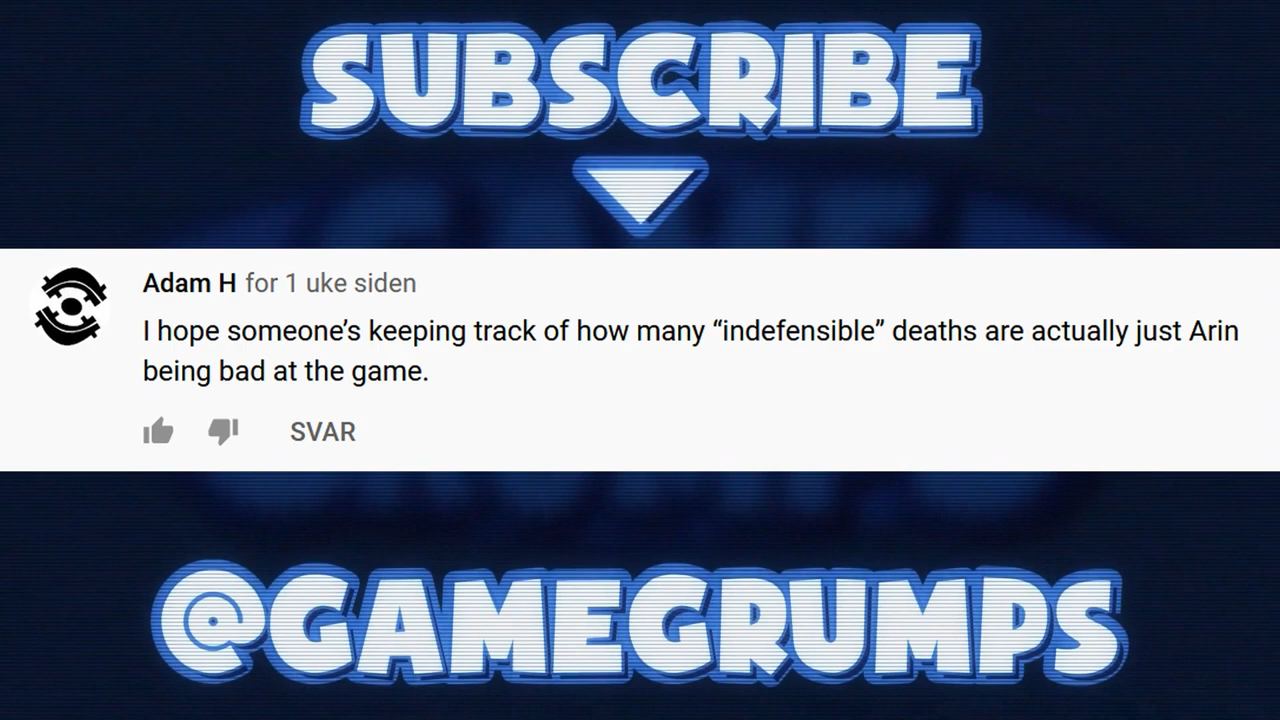 SUBSCRIBE
Adam H for 1 uke siden
I hope someone’s keeping track of how many “indefensible” deaths are actually just Arin
being bad at the game.
SVAR
@GAMEGRUMPS